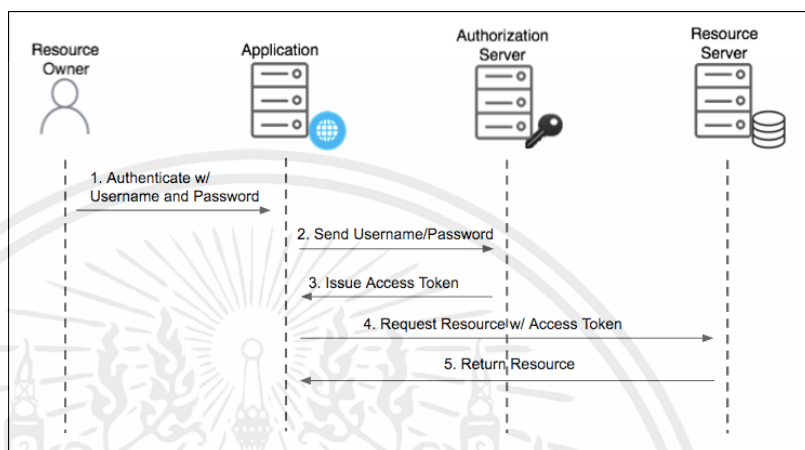 Resource
Owner
Application
Authorization
Server
Resource
Server
1. Authenticate w/
Username and Password
2. Send Username/Password
3. Issue Access Token
4. Request Resource w/ Access Token
5. Return Resource